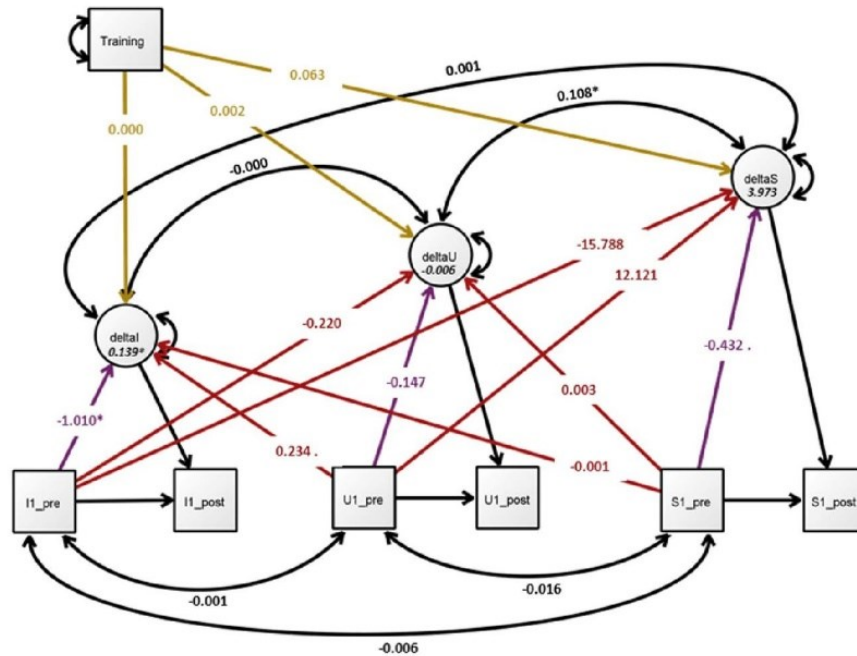 Training
0.001
0.063
0.108*
0.000
0.002
-0.000
deltaS
3.973
-15.788
deltaU
-0.006
12.121
-0.220
deltaI
0.139*
-0.432 .
-0.147
0.003
-1.010*
0.234 .
-0.001
I1_pre
I1_post
U1_pre
U1_post
S1_pre
S1_post
-0.001
-0.016
-0.006